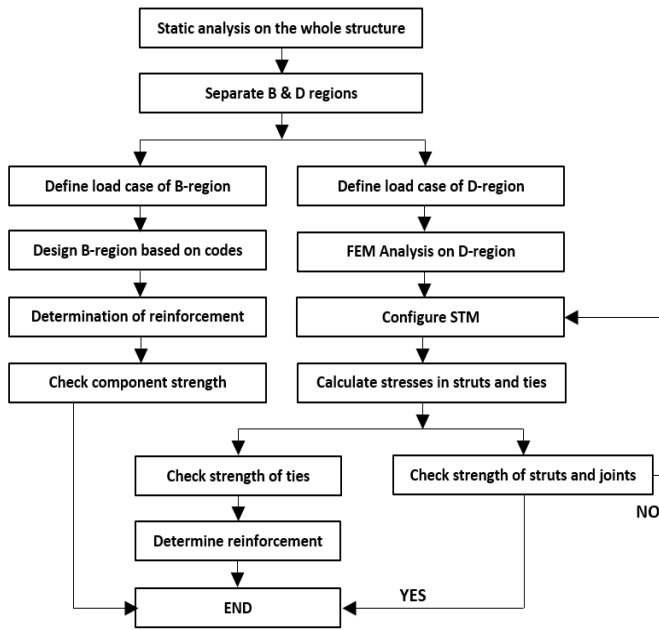 Static analysis on the whole structure
Separate B & D regions
Define load case of B-region
Define load case of D-region
Design B-region based on codes
FEM Analysis on D-region
Determination of reinforcement
Configure STM
Check component strength
Calculate stresses in struts and ties
Check strength of ties
Check strength of struts and joints
NO
Determine reinforcement
YES
END